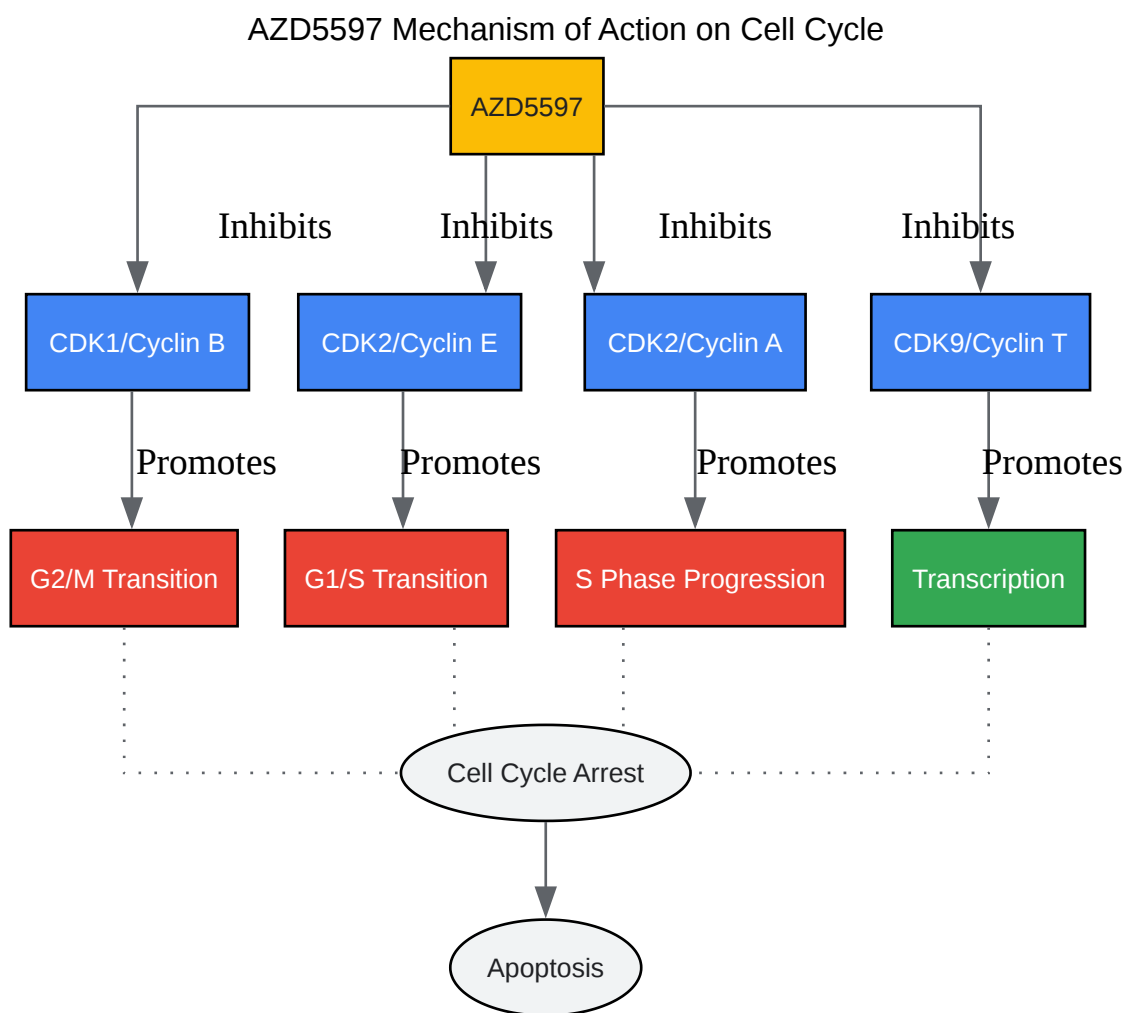 AZD5597 Mechanism of Action on Cell Cycle
AZD5597
Inhibits
Inhibits
Inhibits
Inhibits
CDK1/Cyclin B
CDK2/Cyclin E
CDK2/Cyclin A
CDK9/Cyclin T
Promotes
Promotes
Promotes
Promotes
G2/M Transition
G1/S Transition
S Phase Progression
Transcription
Cell Cycle Arrest
Apoptosis